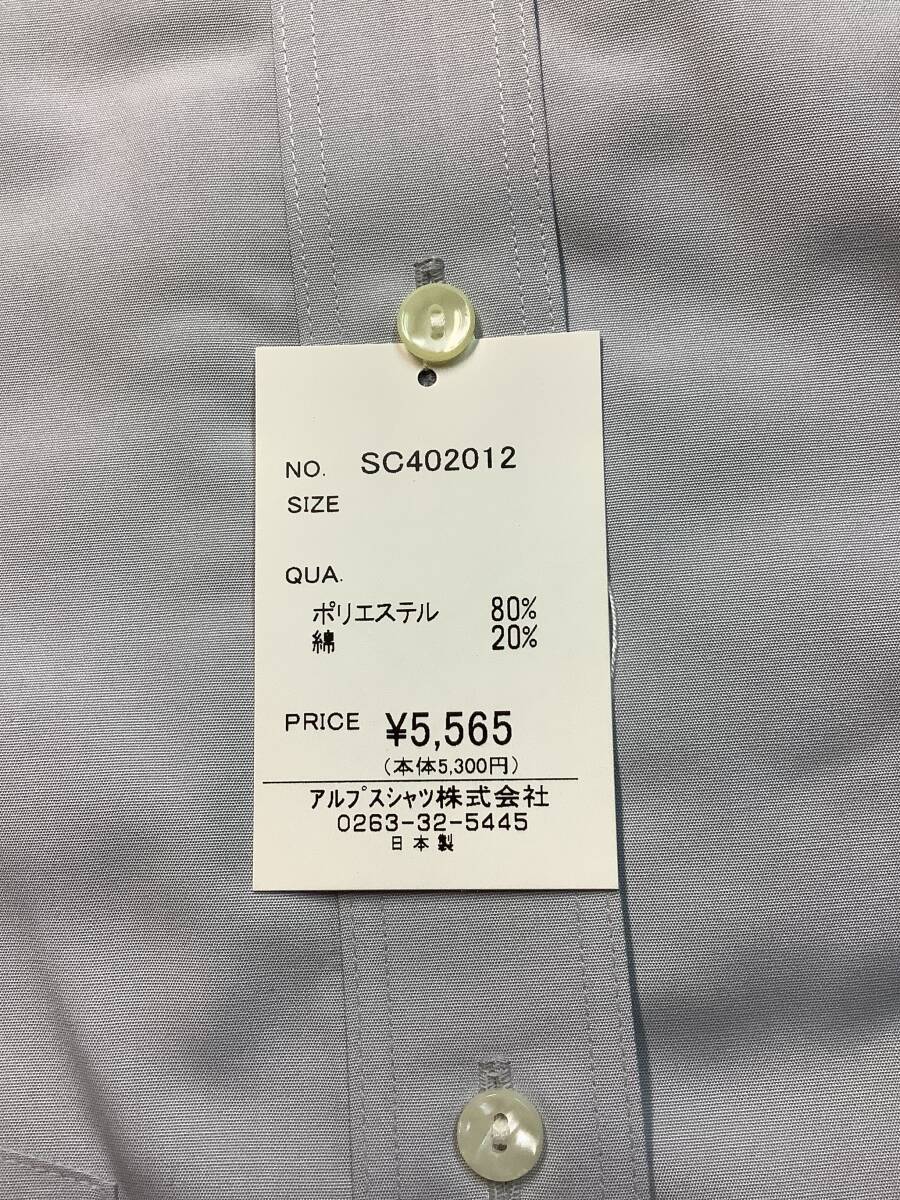 NO. SC402012
SIZE
QUA.
ポリエステル 80%
綿 20%
PRICE ¥5,565
(本体5,300円)
アルプスシャツ株式会社
0263-32-5445
日本製